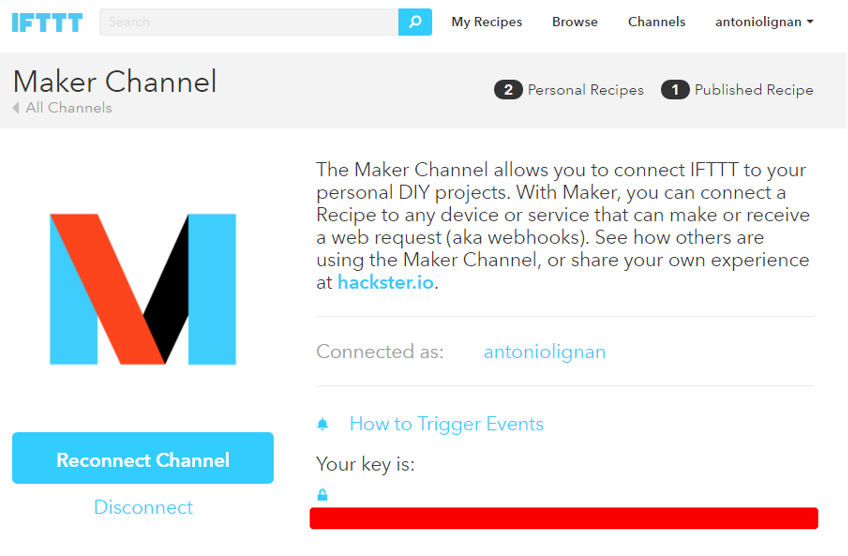 IFTTT
Search
My Recipes
Browse
Channels
antoniolignan
Maker Channel
All Channels
2 Personal Recipes
1 Published Recipe
The Maker Channel allows you to connect IFTTT to your
personal DIY projects. With Maker, you can connect a
Recipe to any device or service that can make or receive
a web request (aka webhooks). See how others are
using the Maker Channel, or share your own experience
at hackster.io.
Connected as: antoniolignan
How to Trigger Events
Your key is:
Reconnect Channel
Disconnect